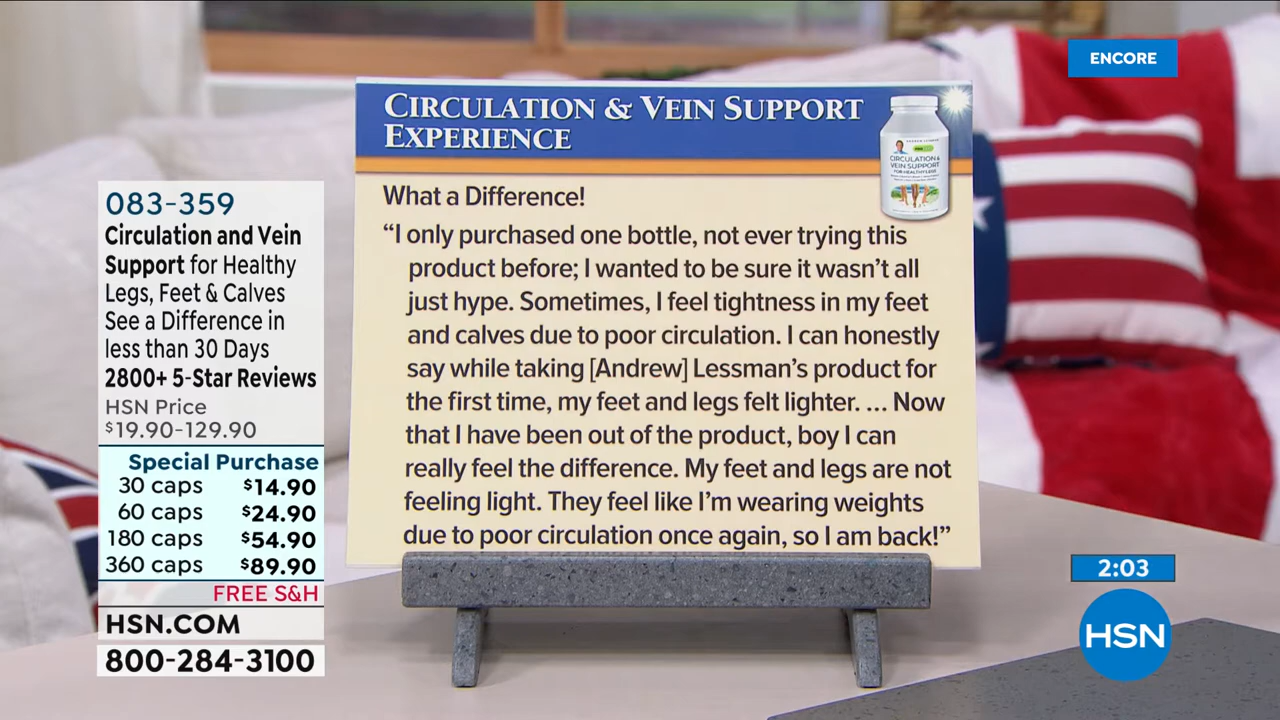 ENCORE
CIRCULATION & VEIN SUPPORT
EXPERIENCE
CIRCULATION &
VEIN SUPPORT
FOR HEALTHY LEGS
What a Difference!
“I only purchased one bottle, not ever trying this
product before; I wanted to be sure it wasn’t all
just hype. Sometimes, I feel tightness in my feet
and calves due to poor circulation. I can honestly
say while taking [Andrew] Lessman’s product for
the first time, my feet and legs felt lighter. ... Now
that I have been out of the product, boy I can
really feel the difference. My feet and legs are not
feeling light. They feel like I’m wearing weights
due to poor circulation once again, so I am back!”
083-359
Circulation and Vein
Support for Healthy
Legs, Feet & Calves
See a Difference in
less than 30 Days
2800+ 5-Star Reviews
HSN Price
$19.90-129.90
Special Purchase
30 caps $14.90
60 caps $24.90
180 caps $54.90
360 caps $89.90
FREE S&H
HSN.COM
800-284-3100
2:03
HSN